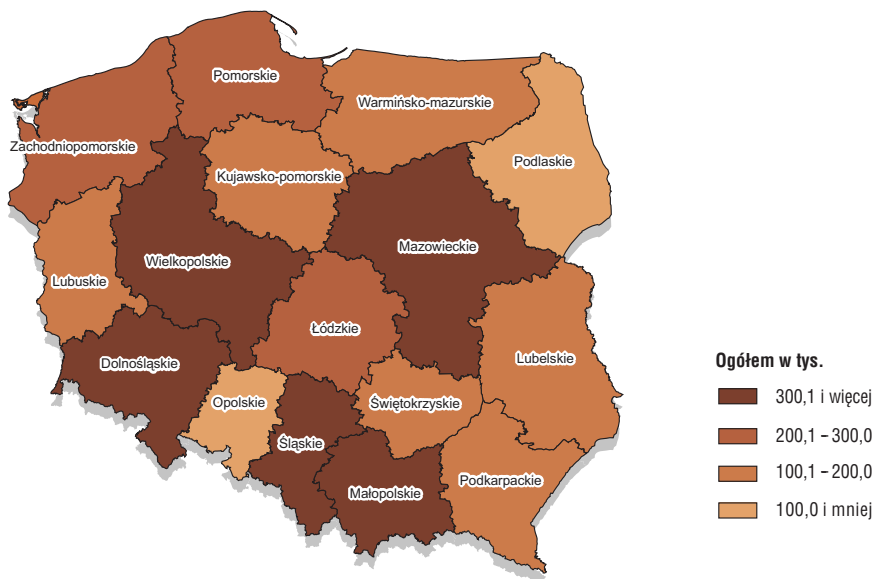 Pomorskie
Warmińsko-mazurskie
Zachodniopomorskie
Podlaskie
Kujawsko-pomorskie
Mazowieckie
Wielkopolskie
Lubuskie
Łódzkie
Dolnośląskie
Lubelskie
Opolskie
Świętokrzyskie
Śląskie
Podkarpackie
Małopolskie
Ogółem w tys.
300,1 i więcej
200,1 – 300,0
100,1 – 200,0
100,0 i mniej